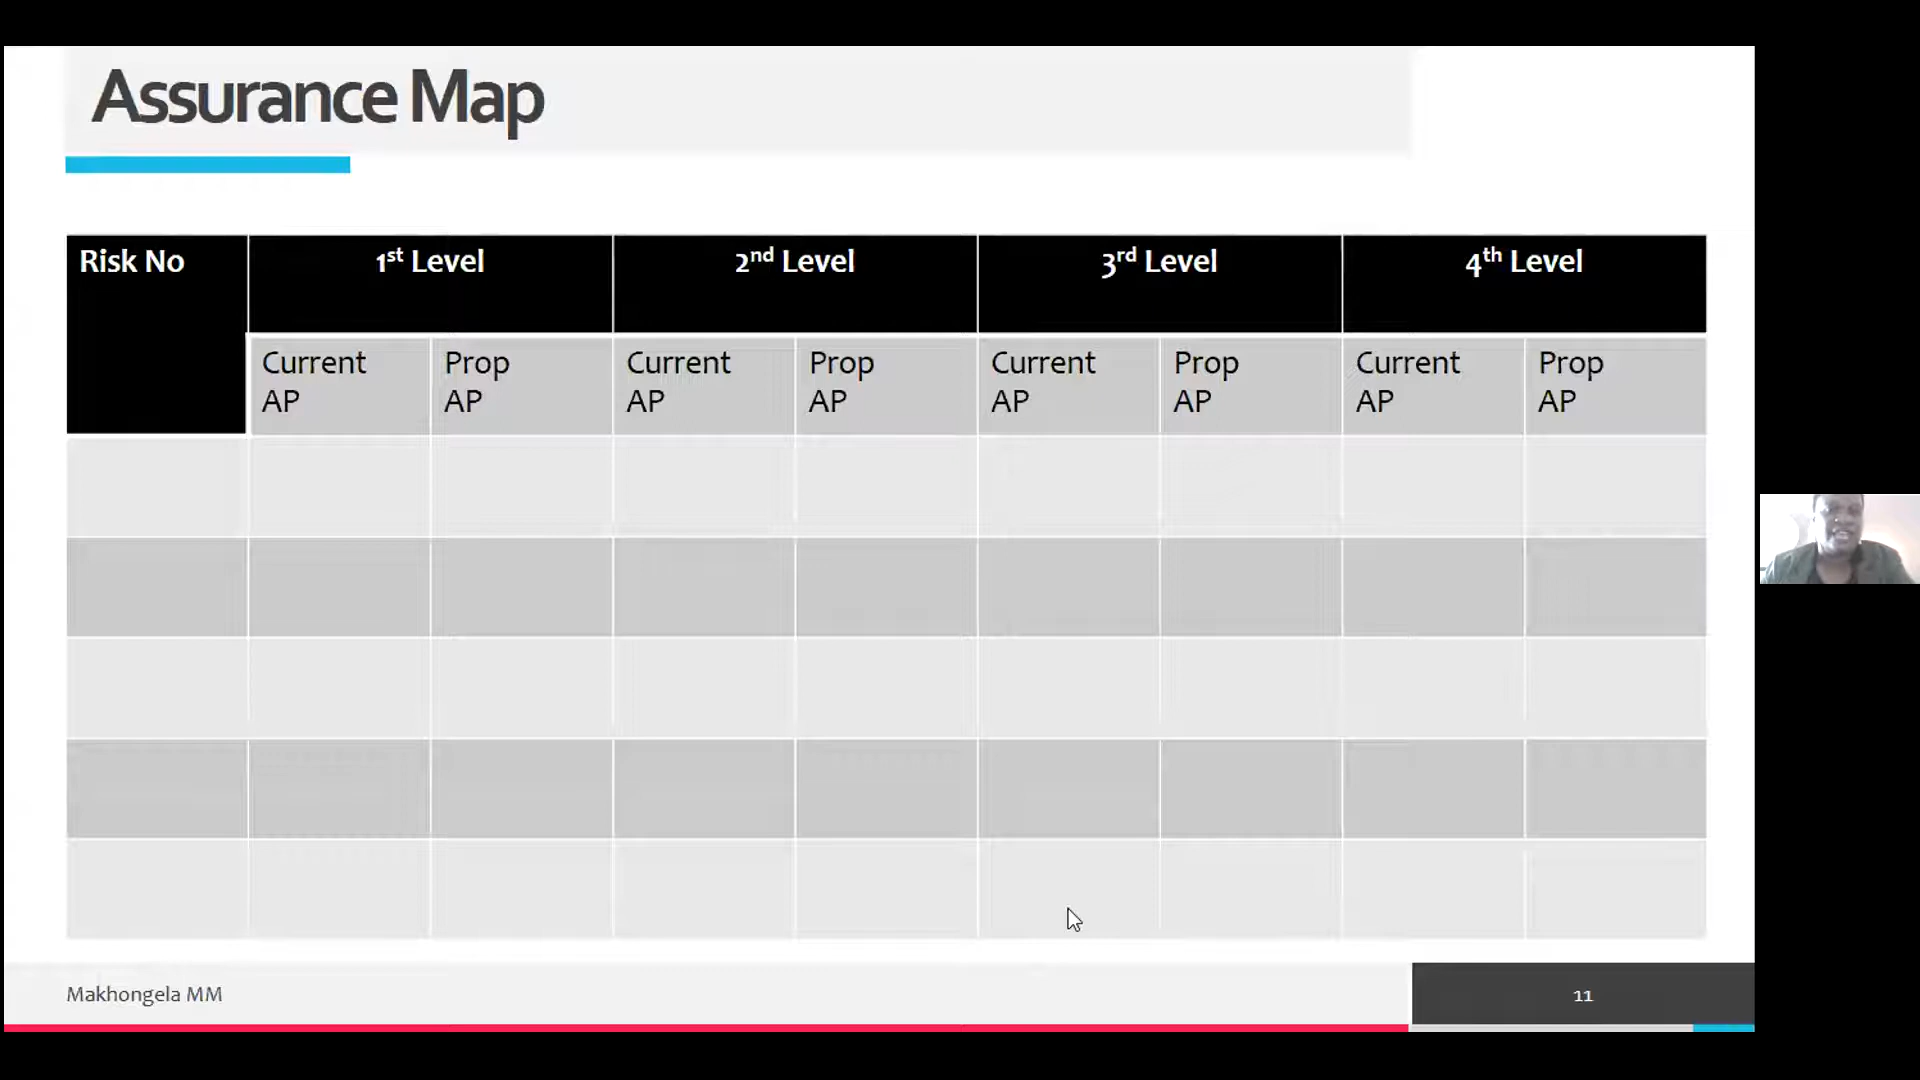 Assurance Map
Risk No 1st Level 2nd Level 3rd Level 4th Level
Current Prop Current Prop Current Prop Current Prop
AP AP AP AP AP AP AP AP
Makhongela MM 11